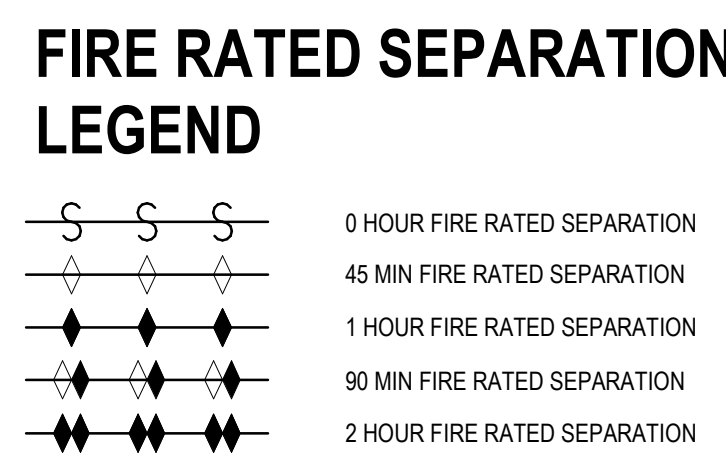 FIRE RATED SEPARATION
LEGEND
S S S
0 HOUR FIRE RATED SEPARATION
45 MIN FIRE RATED SEPARATION
1 HOUR FIRE RATED SEPARATION
90 MIN FIRE RATED SEPARATION
2 HOUR FIRE RATED SEPARATION